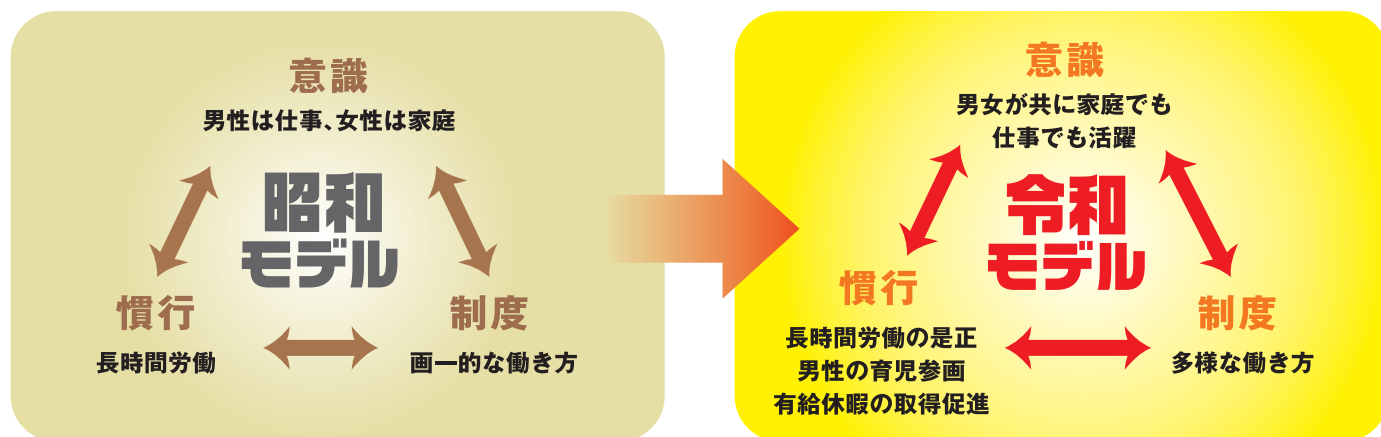 意識
男性は仕事、女性は家庭
昭和
モデル
慣行
長時間労働
制度
画一的な働き方
意識
男女が共に家庭でも
仕事でも活躍
令和
モデル
慣行
長時間労働の是正
男性の育児参画
有給休暇の取得促進
制度
多様な働き方